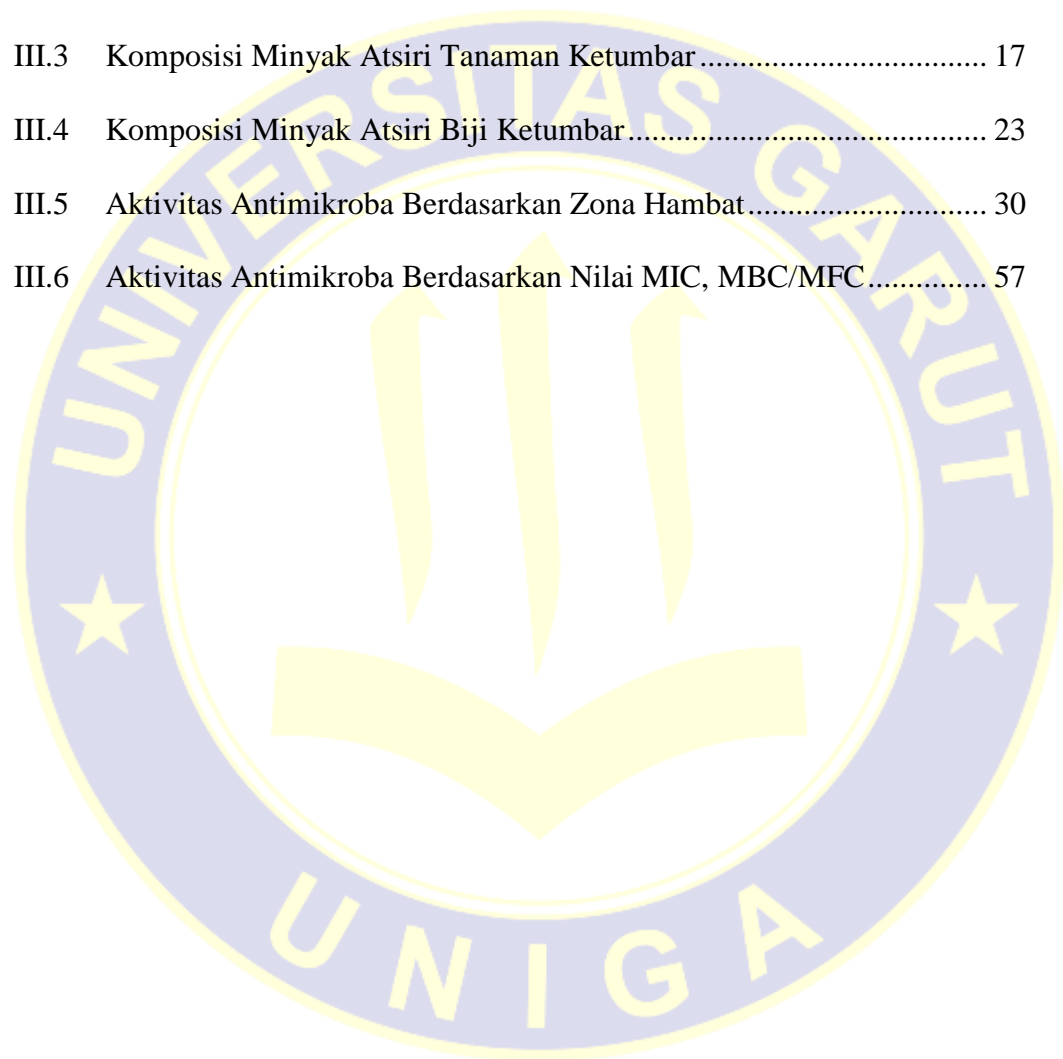 III.3 Komposisi Minyak Atsiri Tanaman Ketumbar.................................... 17
III.4 Komposisi Minyak Atsiri Biji Ketumbar............................................. 23
III.5 Aktivitas Antimikroba Berdasarkan Zona Hambat.............................. 30
III.6 Aktivitas Antimikroba Berdasarkan Nilai MIC, MBC/MFC............... 57
UNIVERSITAS GARUT
UNIGA